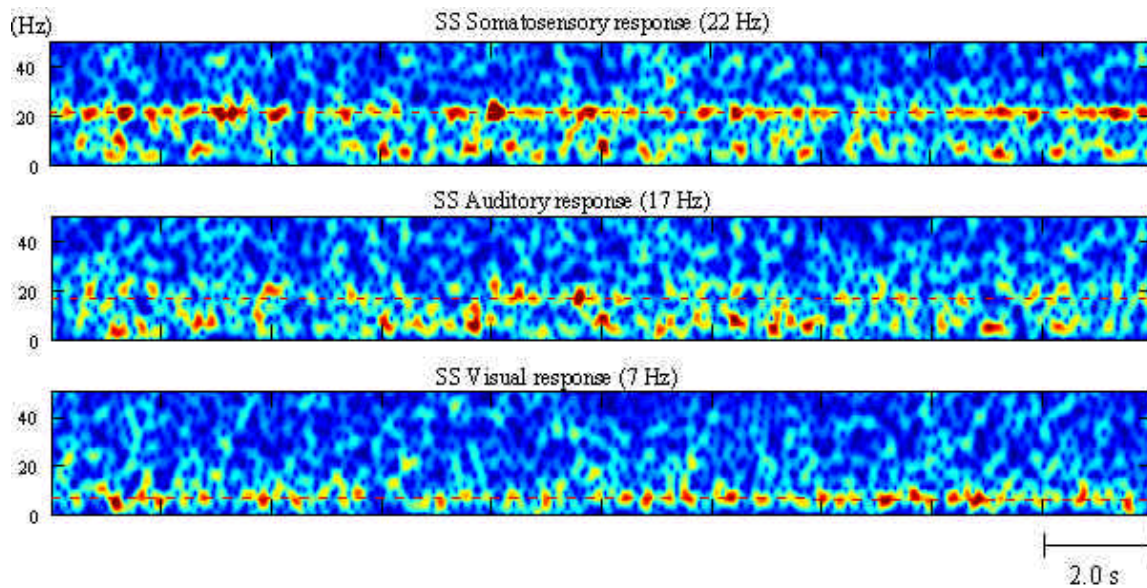 (Hz)
SS Somatosensory response (22 Hz)
40
20
0
SS Auditory response (17 Hz)
40
20
0
SS Visual response (7 Hz)
40
20
0
2.0 s